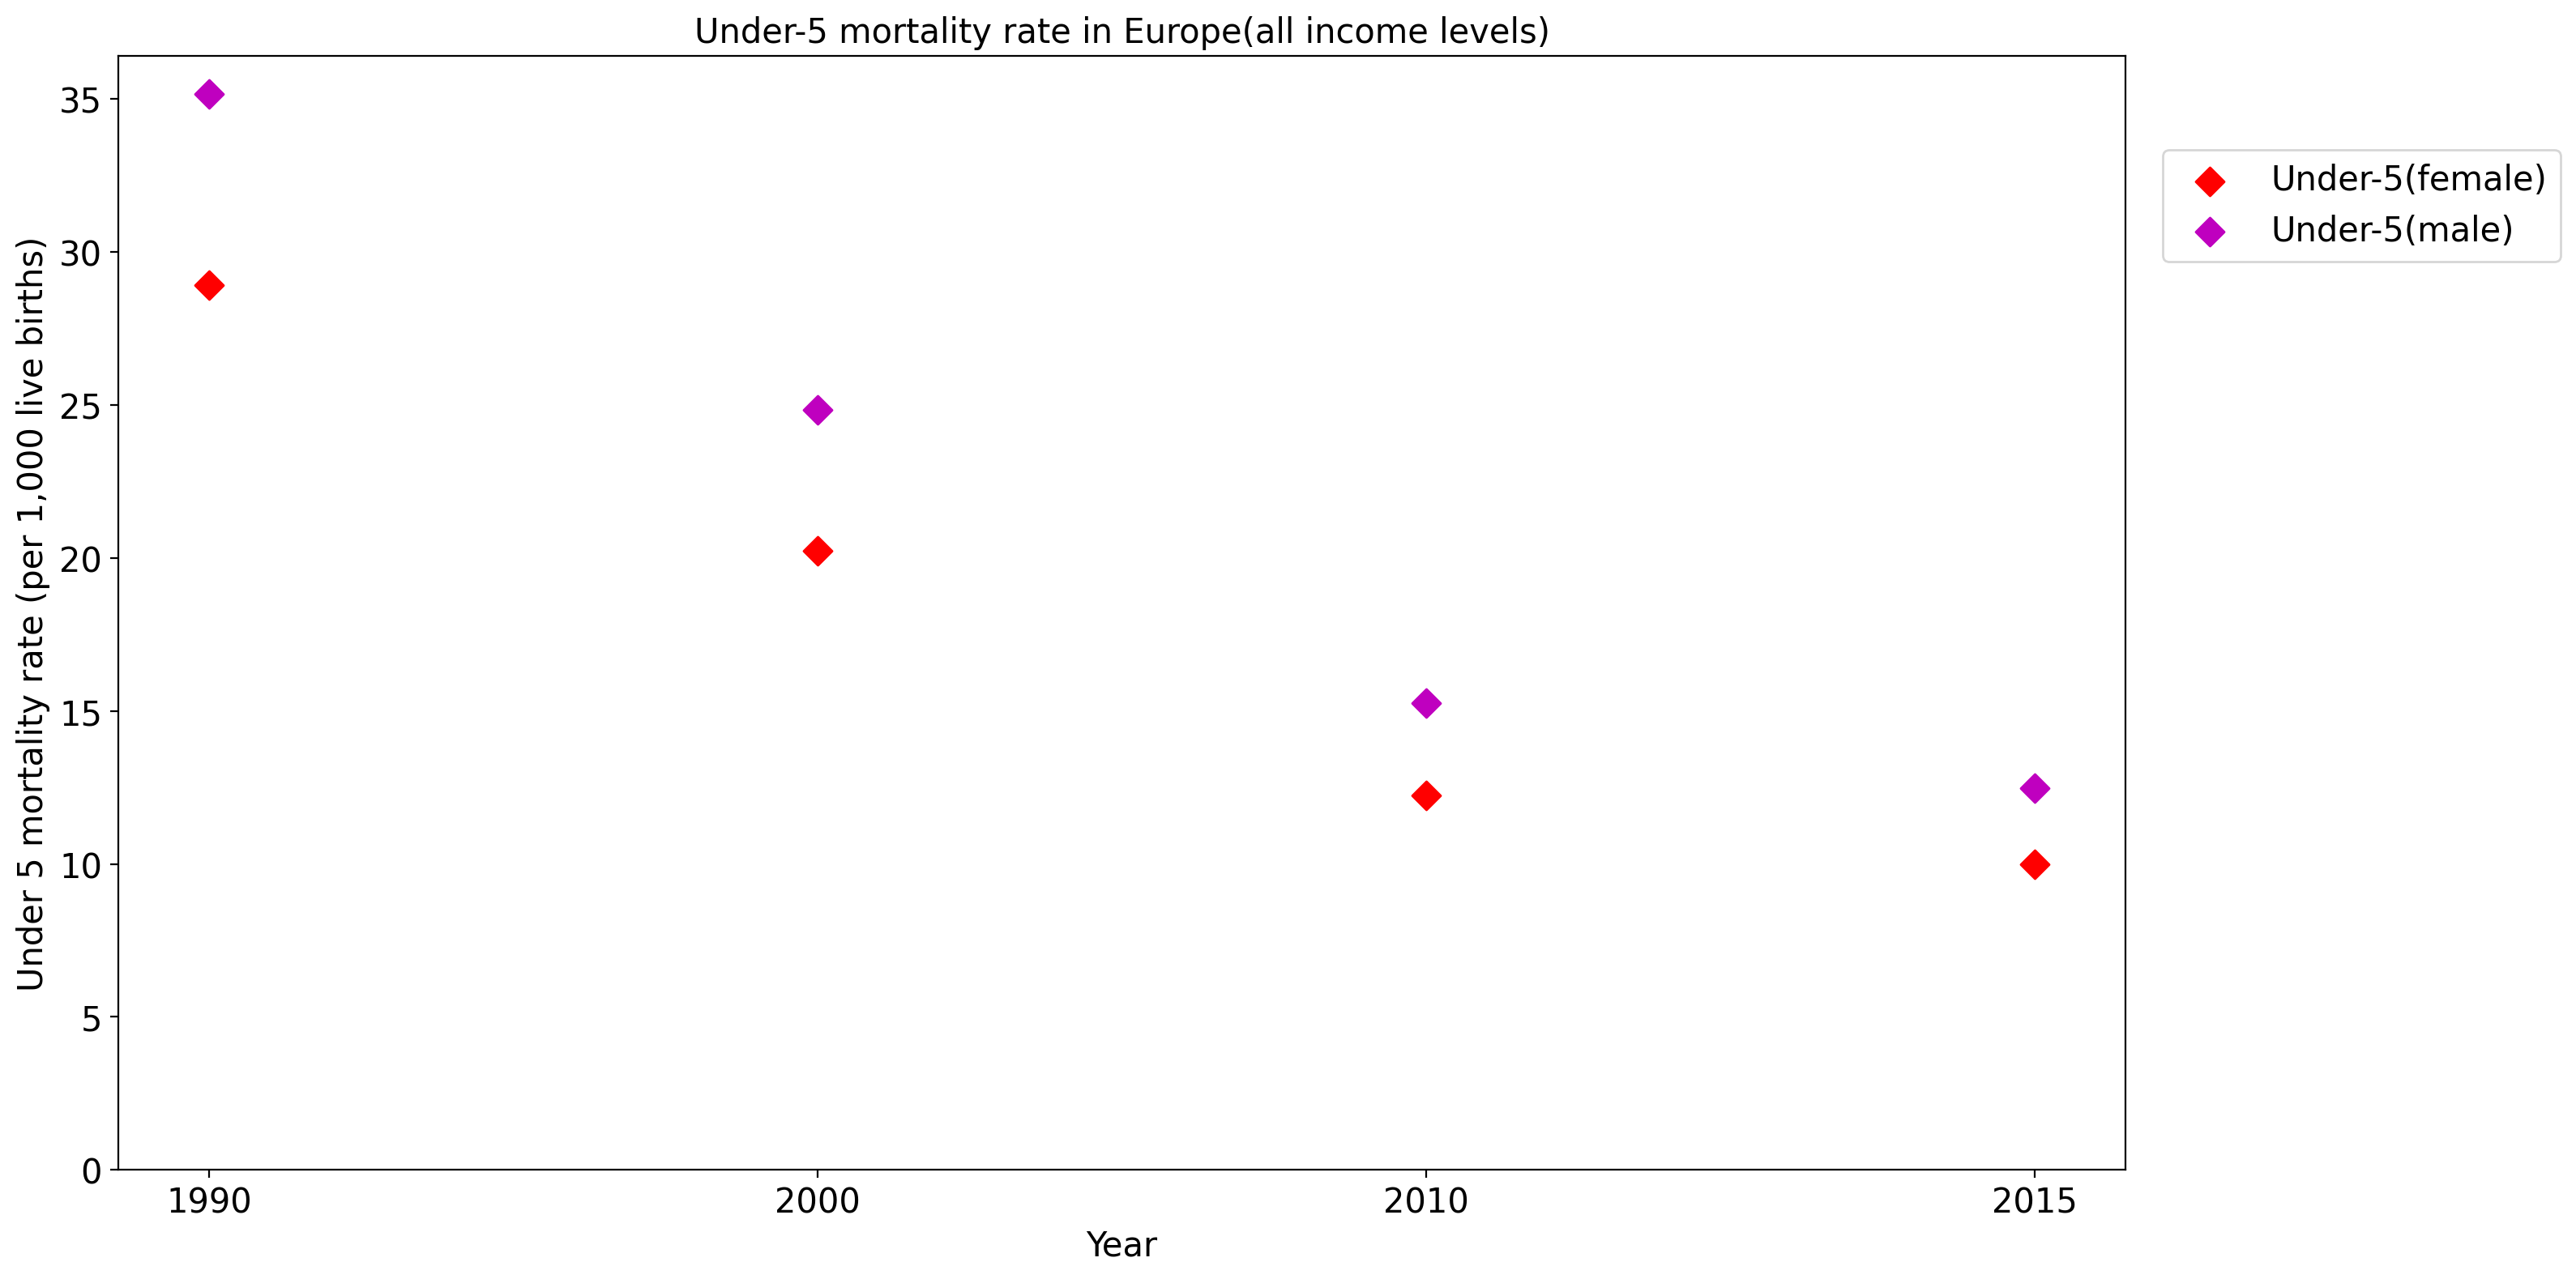 Under-5 mortality rate in Europe(all income levels)
Under 5 mortality rate (per 1,000 live births)
35
30
25
20
15
10
5
0
1990 2000 2010 2015
Year
Under-5(female)
Under-5(male)